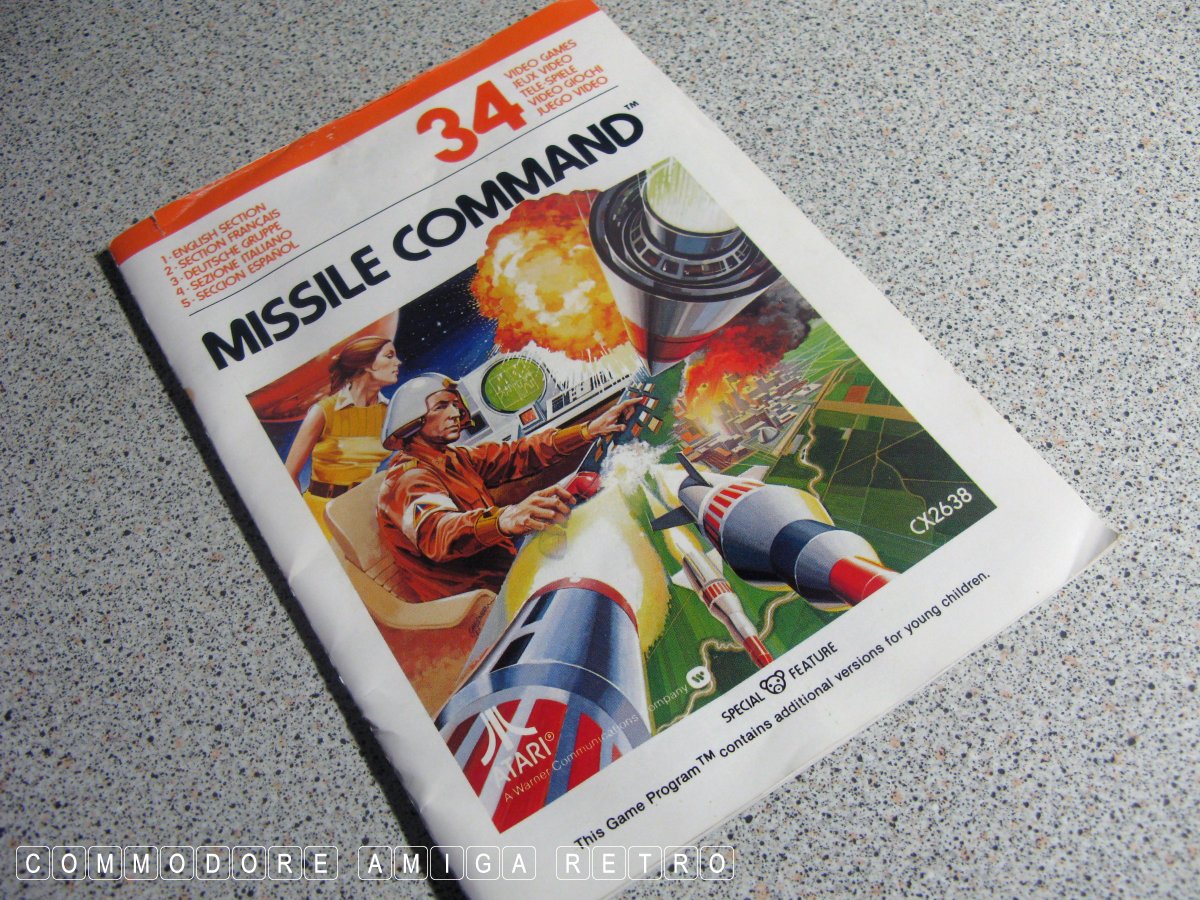 34
VIDEO GAMES
JEUX VIDEO
TELE SPIELE
VIDEO GIOCHI
JUEGO VIDEO
1 · ENGLISH SECTION
2 · SECTION FRANÇAIS
3 · DEUTSCHE GRUPPE
4 · SEZIONE ITALIANO
5 · SECCION ESPAÑOL
MISSILE COMMAND™
CX2638
ATARI®
A Warner Communications Company
SPECIAL FEATURE
This Game Program™ contains additional versions for young children.
COMMODORE AMIGA RETRO